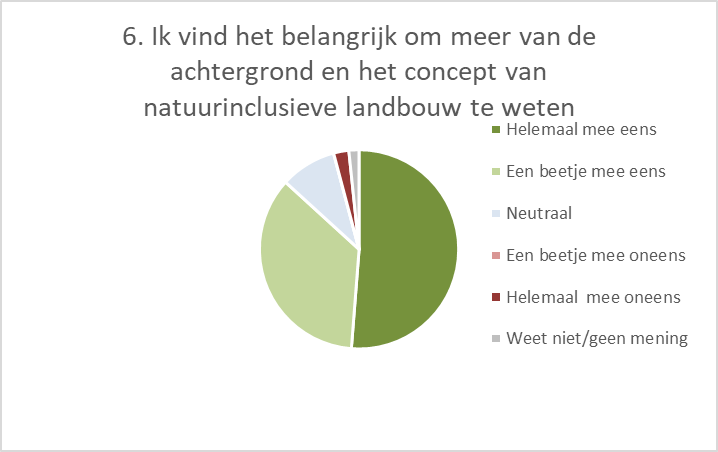 6. Ik vind het belangrijk om meer van de
achtergrond en het concept van
natuurinclusieve landbouw te weten
Helemaal mee eens
Een beetje mee eens
Neutraal
Een beetje mee oneens
Helemaal  mee oneens
Weet niet/geen mening